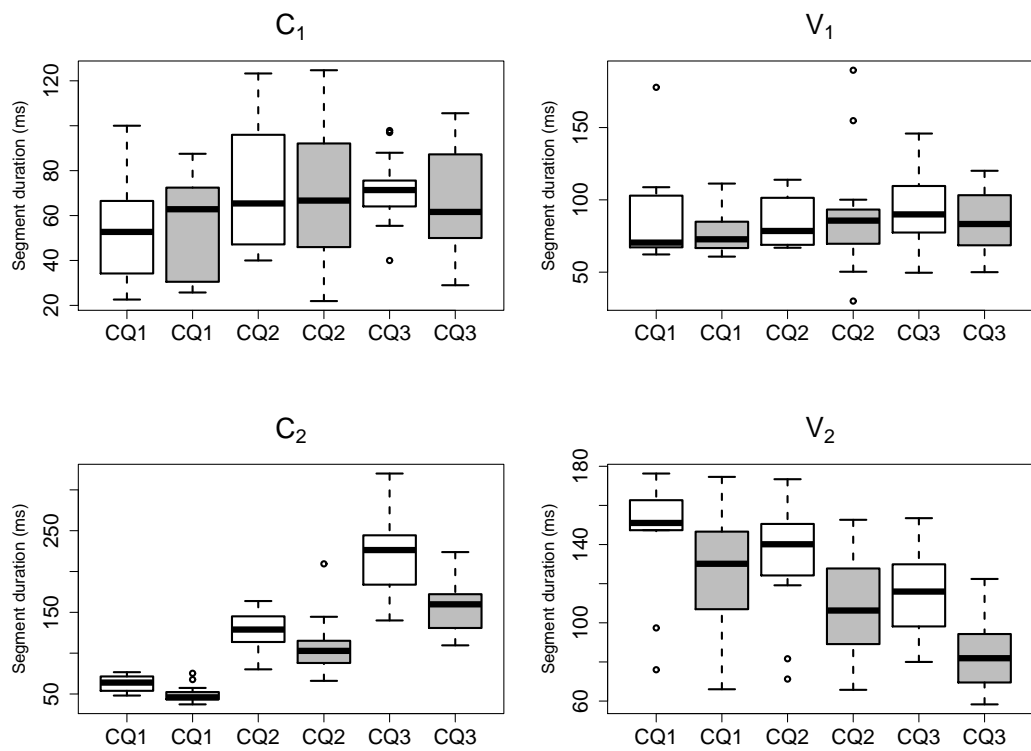 C₁
Segment duration (ms)
120
80
60
40
20
CQ1 CQ1 CQ2 CQ2 CQ3 CQ3
V₁
Segment duration (ms)
150
100
50
CQ1 CQ1 CQ2 CQ2 CQ3 CQ3
C₂
Segment duration (ms)
250
150
50
CQ1 CQ1 CQ2 CQ2 CQ3 CQ3
V₂
Segment duration (ms)
180
140
100
60
CQ1 CQ1 CQ2 CQ2 CQ3 CQ3